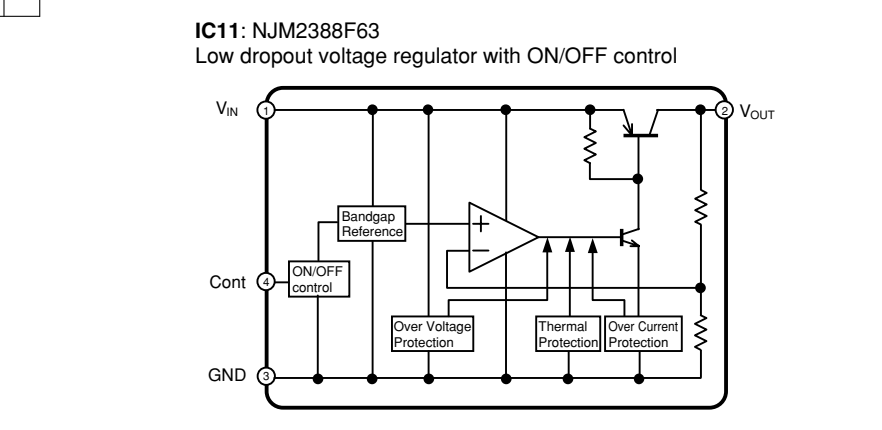 IC11: NJM2388F63
Low dropout voltage regulator with ON/OFF control
VIN
1
2
VOUT
Bandgap
Reference
+
−
Cont
4
ON/OFF
control
Over Voltage
Protection
Thermal
Protection
Over Current
Protection
GND
3